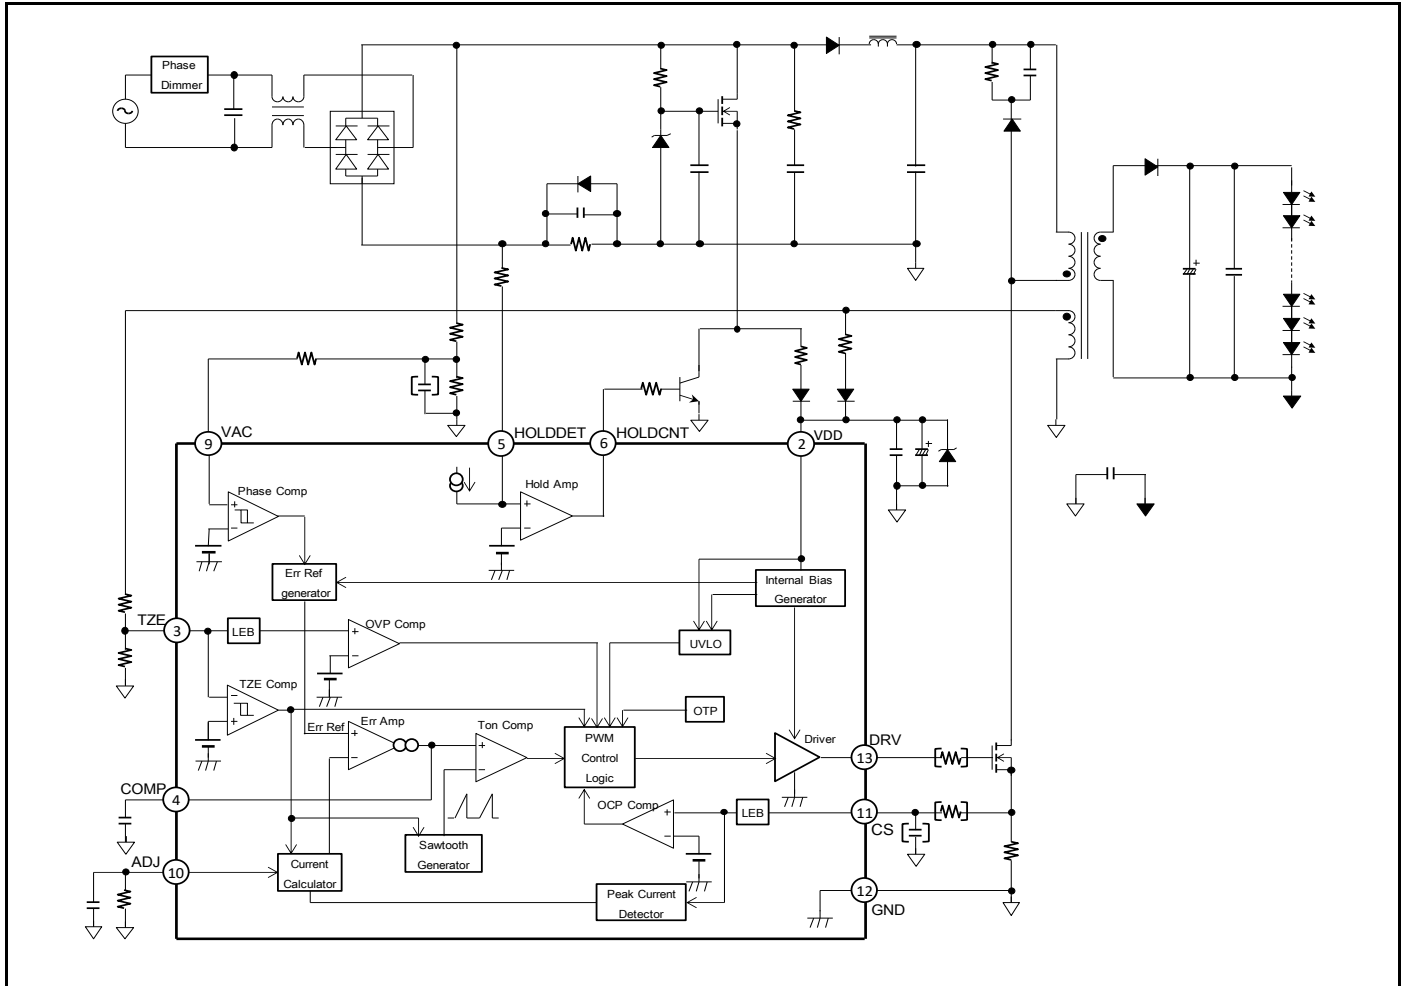 Phase
Dimmer
+
9
VAC
5
HOLDDET
6
HOLDCNT
2
VDD
+
Phase Comp
+
−
Hold Amp
+
−
Err Ref
generator
Internal Bias
Generator
TZE
3
LEB
OVP Comp
+
−
UVLO
TZE Comp
−
+
OTP
Err Ref
Err Amp
+
−
Ton Comp
+
−
PWM
Control
Logic
Driver
13
DRV
COMP
4
OCP Comp
+
−
LEB
11
CS
Sawtooth
Generator
ADJ
10
Current
Calculator
Peak Current
Detector
12
GND